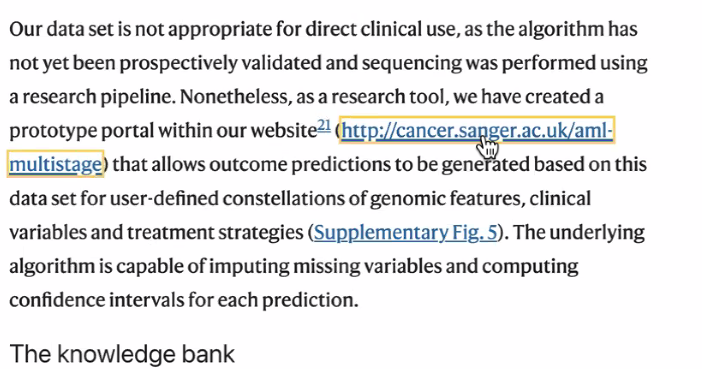 Our data set is not appropriate for direct clinical use, as the algorithm has
not yet been prospectively validated and sequencing was performed using
a research pipeline. Nonetheless, as a research tool, we have created a
prototype portal within our website21 (http://cancer.sanger.ac.uk/aml-
multistage) that allows outcome predictions to be generated based on this
data set for user-defined constellations of genomic features, clinical
variables and treatment strategies (Supplementary Fig. 5). The underlying
algorithm is capable of imputing missing variables and computing
confidence intervals for each prediction.
The knowledge bank